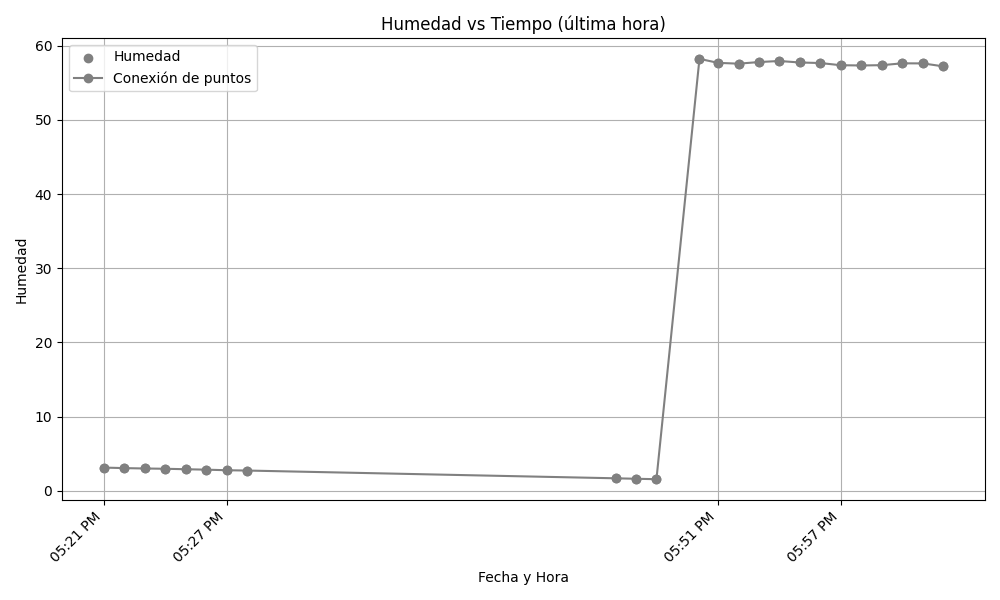 Humedad vs Tiempo (última hora)
Humedad
Conexión de puntos
60
50
40
30
20
10
0
Humedad
05:21 PM
05:27 PM
05:51 PM
05:57 PM
Fecha y Hora